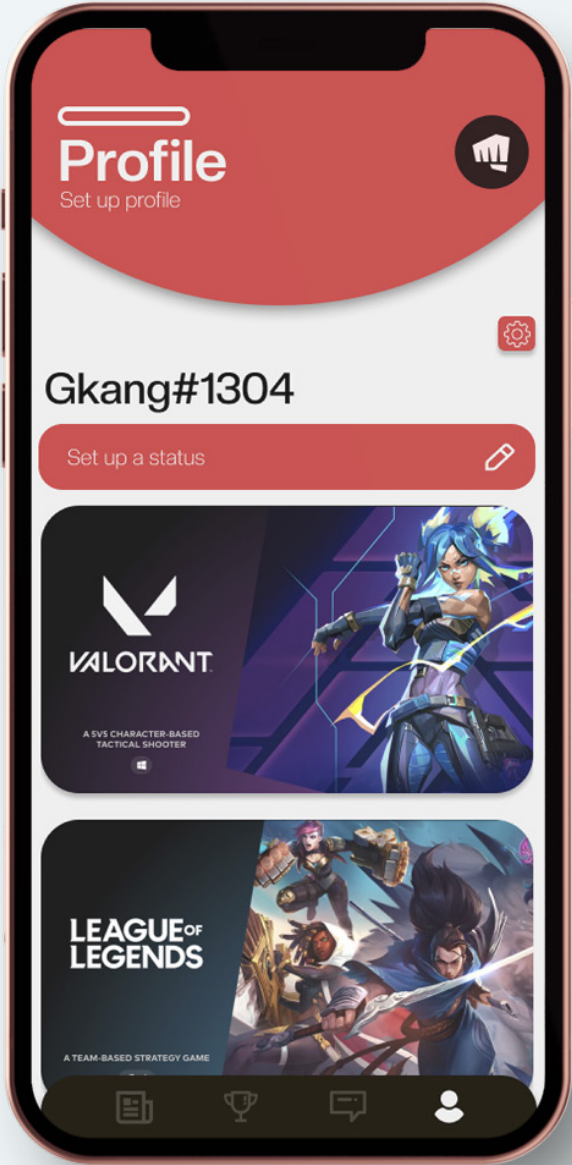 Profile
Set up profile
Gkang#1304
Set up a status
VALORANT
A 5V5 CHARACTER-BASED
TACTICAL SHOOTER
LEAGUE OF
LEGENDS
A TEAM-BASED STRATEGY GAME